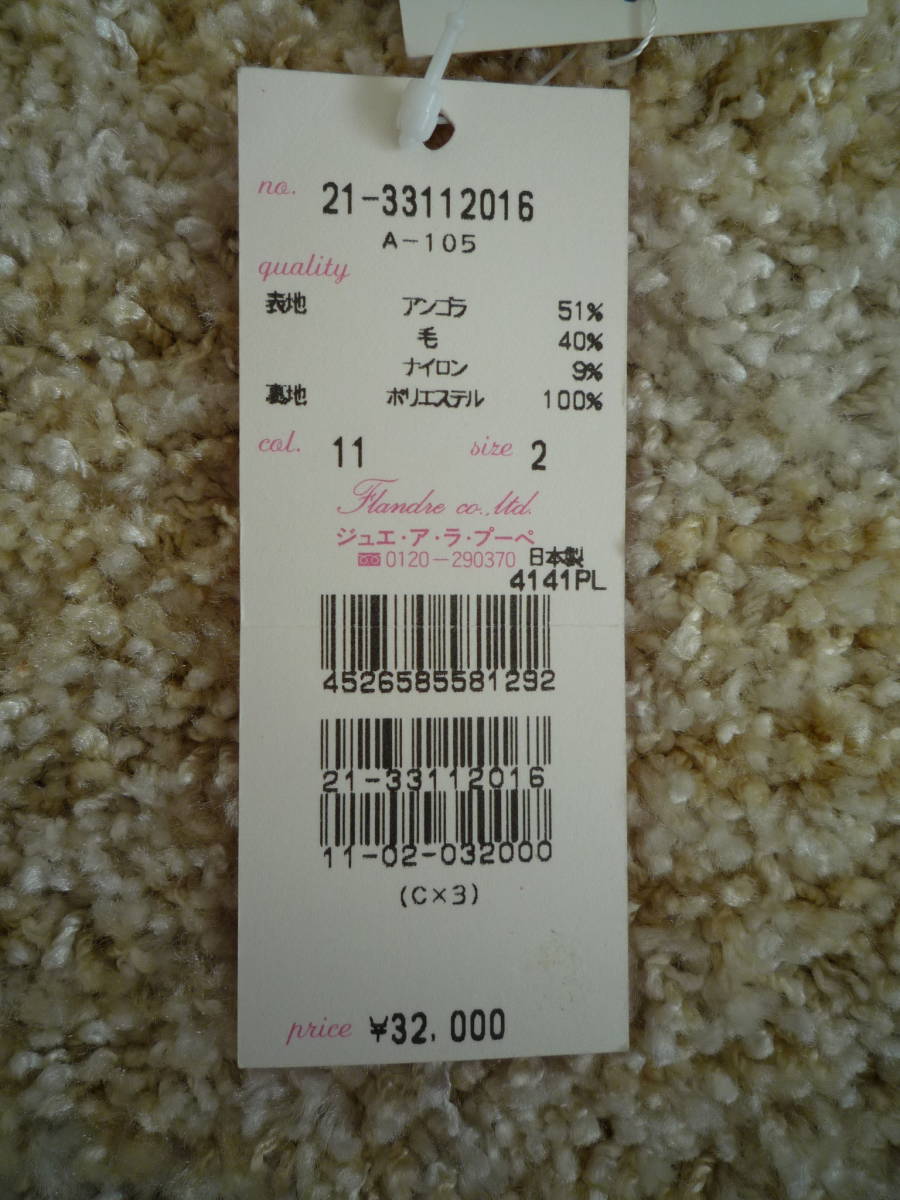 no. 21-33112016
A-105
quality
表地 アンゴラ 51%
毛 40%
ナイロン 9%
裏地 ポリエステル 100%
col. 11 size 2
Flandre co., ltd.
ジュエ・ア・ラ・プーペ
0120-290370 日本製
4141PL
4526585581292
21-33112016
11-02-032000
(C×3)
price ¥32,000